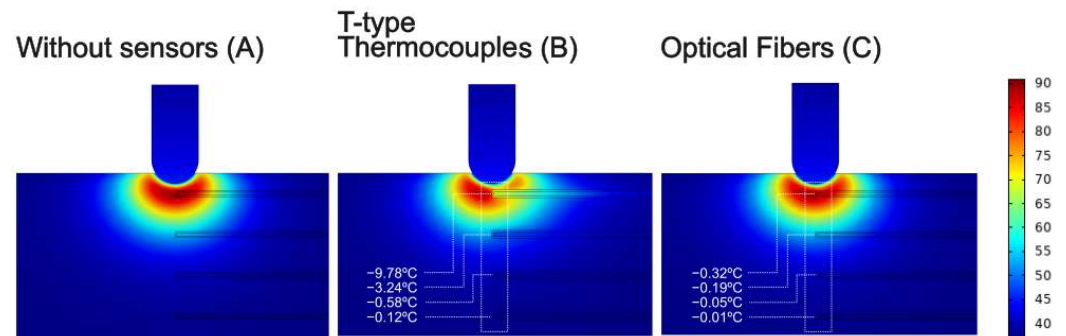 Without sensors (A)
T-type
Thermocouples (B)
Optical Fibers (C)
90
85
80
75
70
65
60
55
50
45
40
−9.78ºC
−3.24ºC
−0.58ºC
−0.12ºC
−0.32ºC
−0.19ºC
−0.05ºC
−0.01ºC